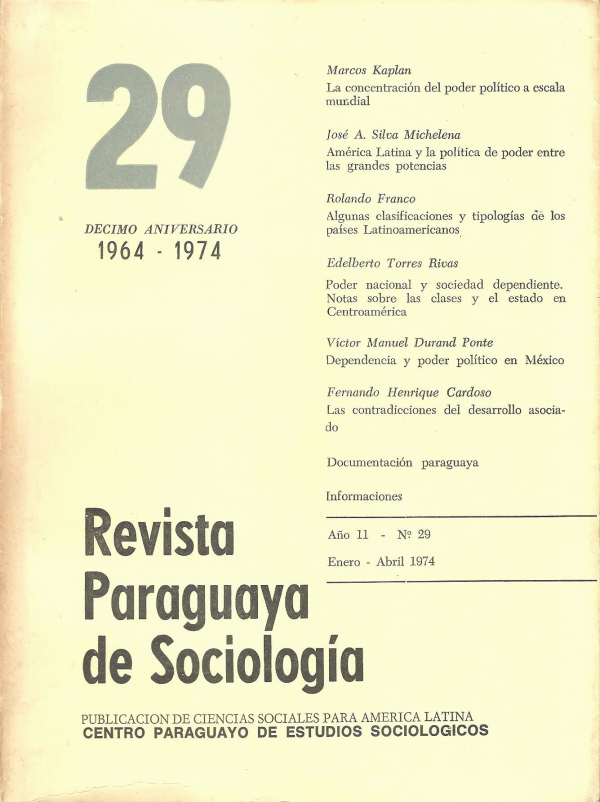 29
DECIMO ANIVERSARIO
1964 - 1974
Marcos Kaplan
La concentración del poder político a escala
mundial
José A. Silva Michelena
América Latina y la política de poder entre
las grandes potencias
Rolando Franco
Algunas clasificaciones y tipologías de los
países Latinoamericanos
Edelberto Torres Rivas
Poder nacional y sociedad dependiente.
Notas sobre las clases y el estado en
Centroamérica
Víctor Manuel Durand Ponte
Dependencia y poder político en México
Fernando Henrique Cardoso
Las contradicciones del desarrollo asocia-
do
Documentación paraguaya
Informaciones
Año 11 - Nº 29
Enero - Abril 1974
Revista
Paraguaya
de Sociología
PUBLICACION DE CIENCIAS SOCIALES PARA AMERICA LATINA
CENTRO PARAGUAYO DE ESTUDIOS SOCIOLOGICOS